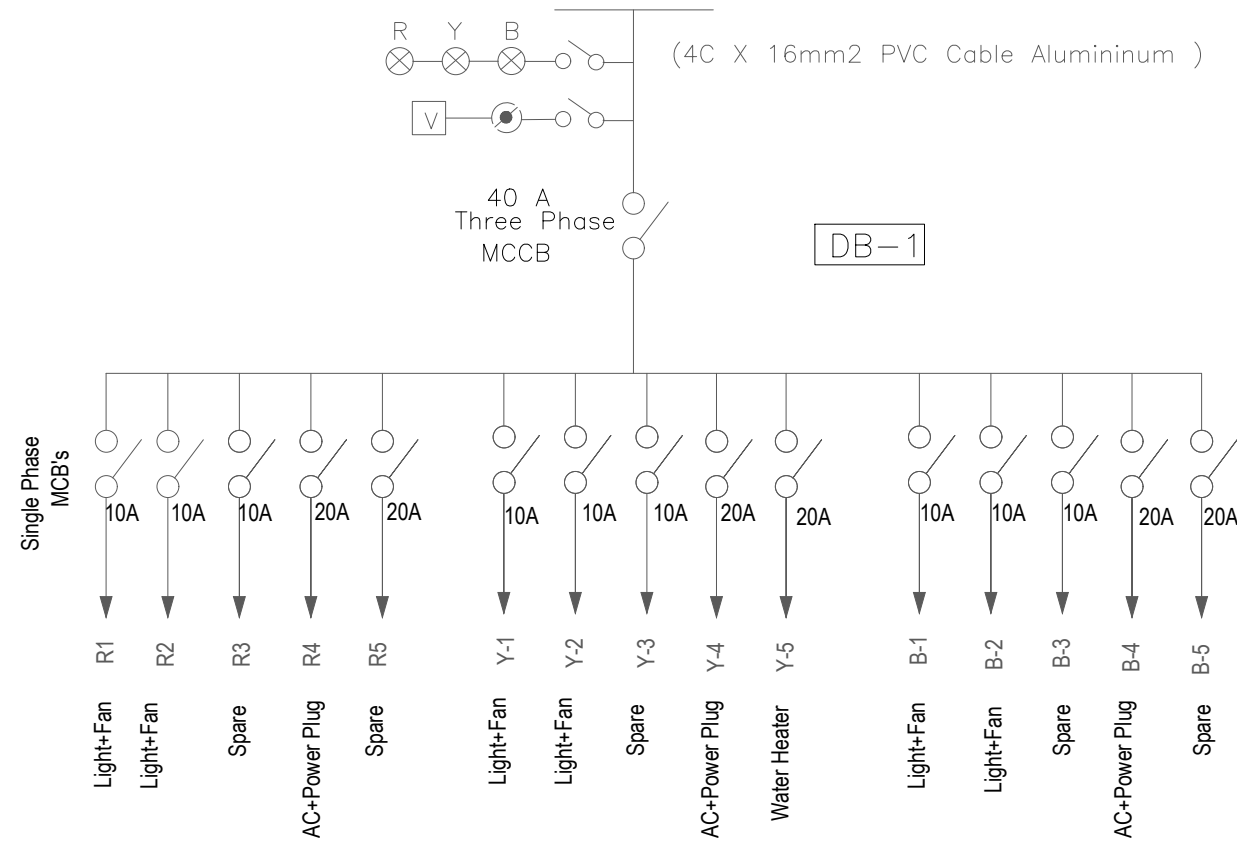 R Y B
(4C X 16mm2 PVC Cable Alumininum )
V
40 A
Three Phase
MCCB
DB-1
Single Phase
MCB's
10A 10A 10A 20A 20A 10A 10A 10A 20A 20A 10A 10A 10A 20A 20A
R1 R2 R3 R4 R5 Y-1 Y-2 Y-3 Y-4 Y-5 B-1 B-2 B-3 B-4 B-5
Light+Fan Light+Fan Spare AC+Power Plug Spare Light+Fan Light+Fan Spare AC+Power Plug Water Heater Light+Fan Light+Fan Spare AC+Power Plug Spare